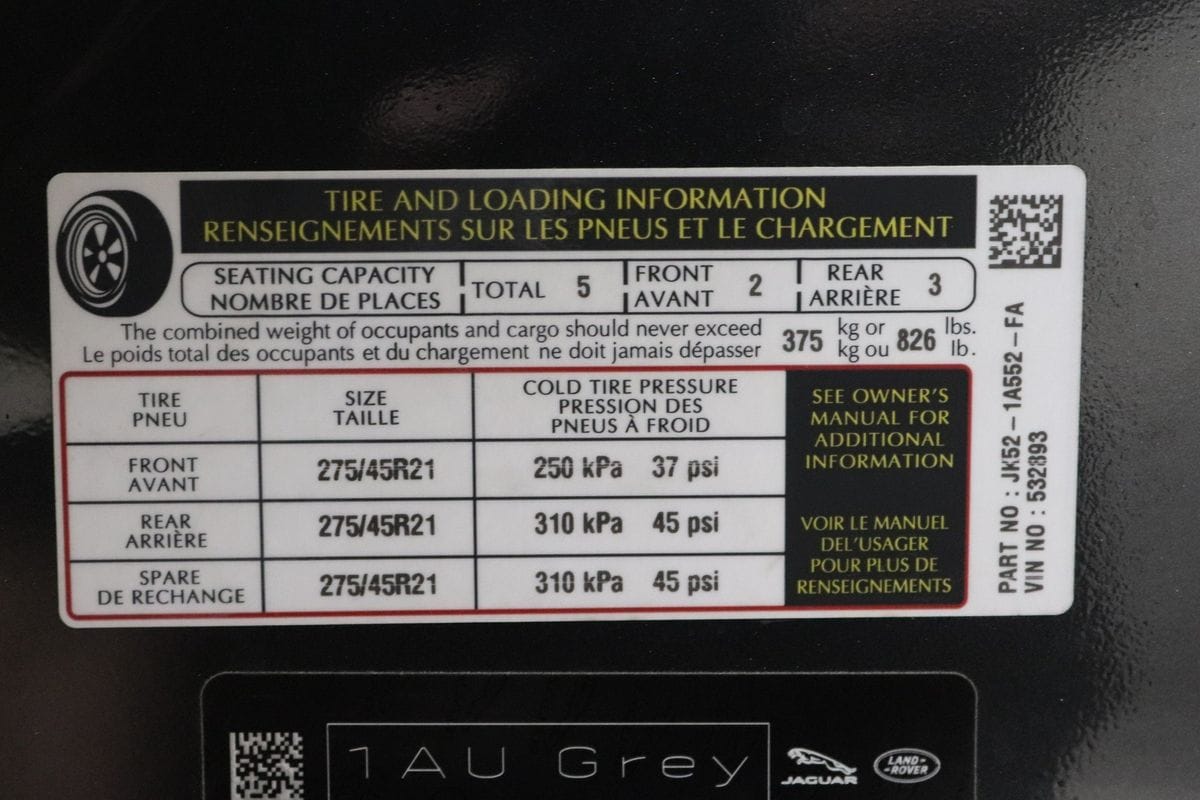 TIRE AND LOADING INFORMATION
RENSEIGNEMENTS SUR LES PNEUS ET LE CHARGEMENT
SEATING CAPACITY
NOMBRE DE PLACES
TOTAL 5
FRONT
AVANT
2
REAR
ARRIÈRE
3
The combined weight of occupants and cargo should never exceed
Le poids total des occupants et du chargement ne doit jamais dépasser
375
kg or
kg ou
826
lbs.
lb.
TIRE
PNEU
SIZE
TAILLE
COLD TIRE PRESSURE
PRESSION DES
PNEUS À FROID
FRONT
AVANT
275/45R21
250 kPa 37 psi
REAR
ARRIÈRE
275/45R21
310 kPa 45 psi
SPARE
DE RECHANGE
275/45R21
310 kPa 45 psi
SEE OWNER'S
MANUAL FOR
ADDITIONAL
INFORMATION
VOIR LE MANUEL
DEL'USAGER
POUR PLUS DE
RENSEIGNEMENTS
PART NO : JK52-1A552-FA
VIN NO : 532893
1AU Grey
JAGUAR
LAND-
-ROVER